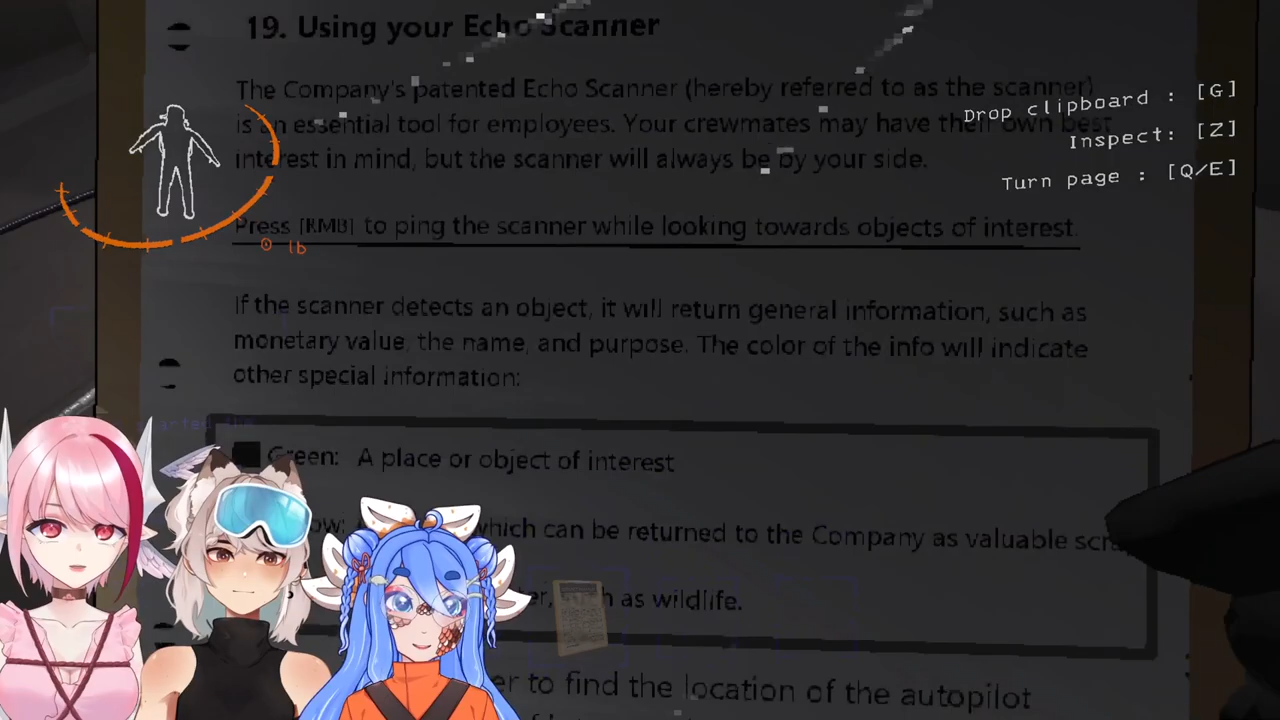 19. Using your Echo Scanner
The Company's patented Echo Scanner (hereby referred to as the scanner)
is an essential tool for employees. Your crewmates may have their own best
interest in mind, but the scanner will always be by your side.
Press [RMB] to ping the scanner while looking towards objects of interest.
If the scanner detects an object, it will return general information, such as
monetary value, the name, and purpose. The color of the info will indicate
other special information:
Green: A place or object of interest
which can be returned to the Company as valuable
as wildlife.
to find the location of the autopilot
Drop clipboard : [G]
Inspect: [Z]
Turn page : [Q/E]
0 lb